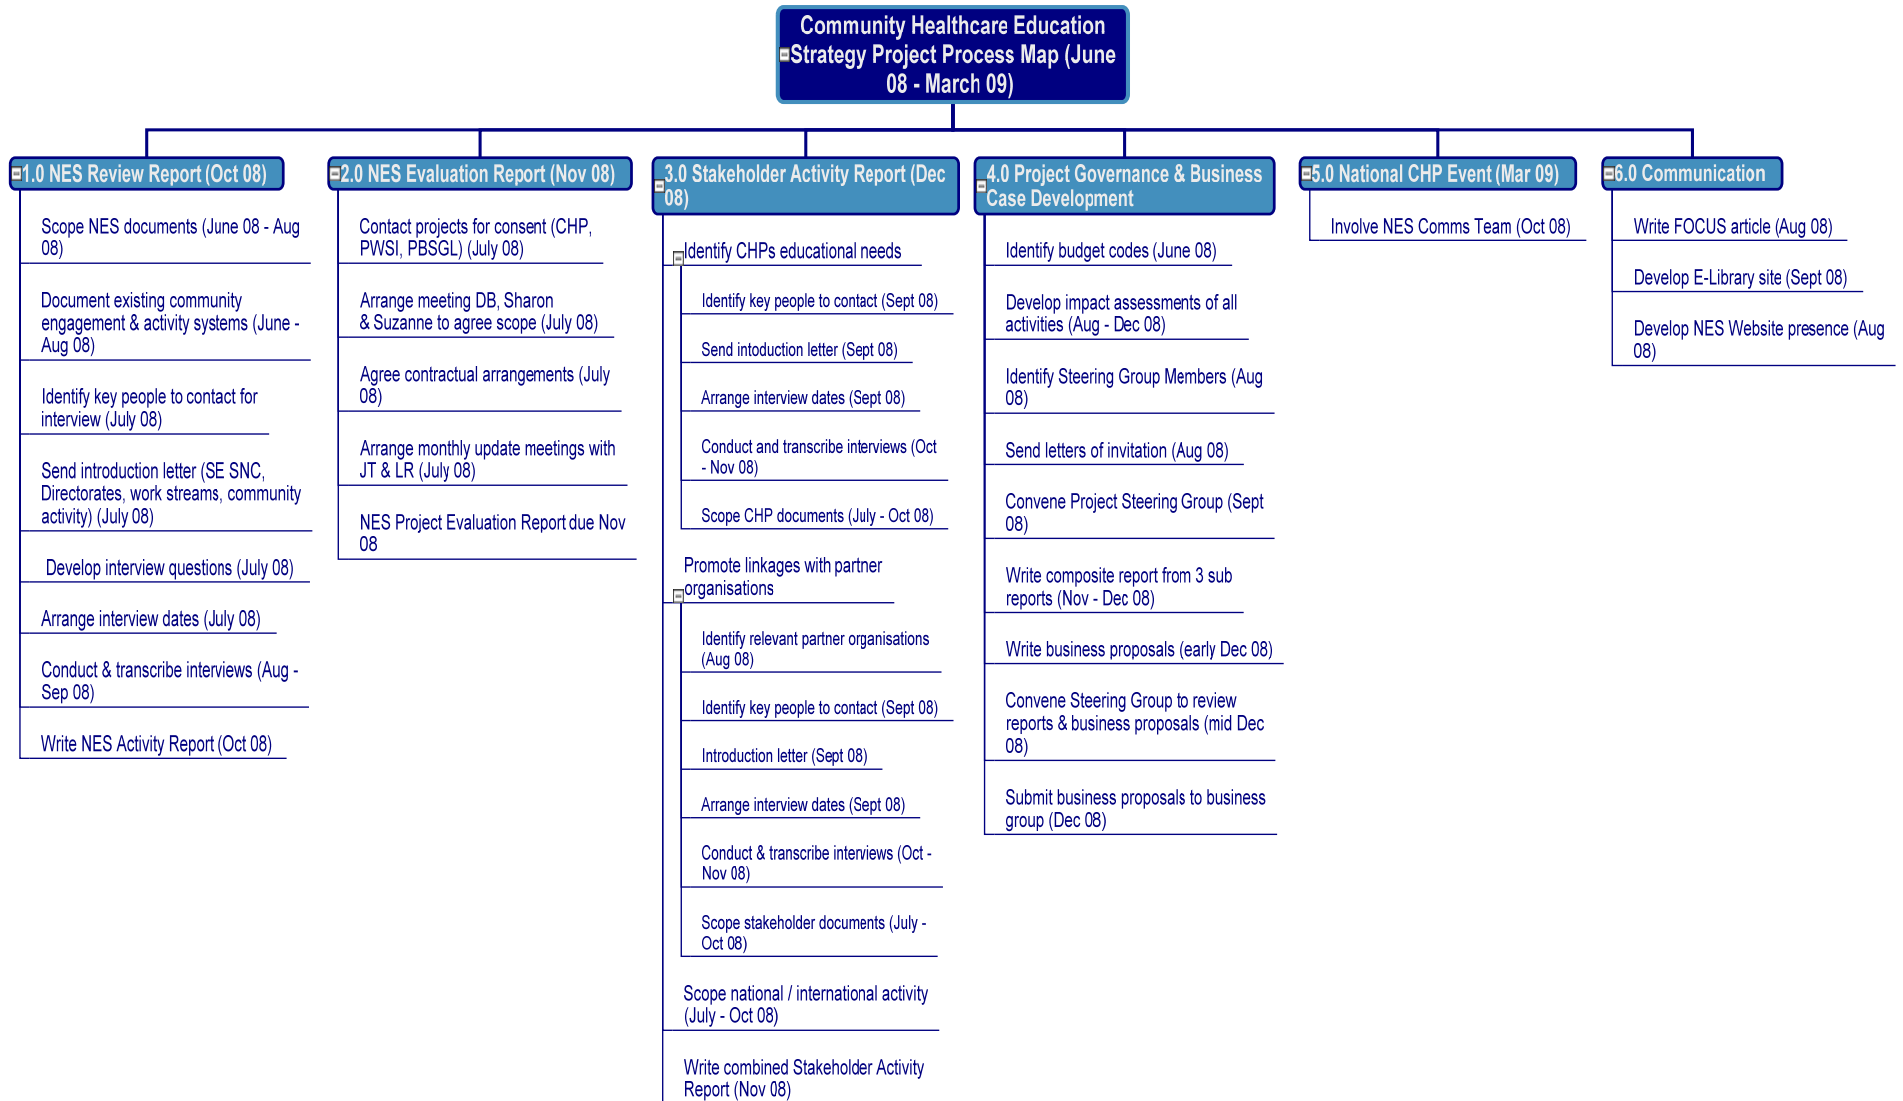 Community Healthcare Education
Strategy Project Process Map (June
08 - March 09)
1.0 NES Review Report (Oct 08)
Scope NES documents (June 08 - Aug
08)
Document existing community
engagement & activity systems (June -
Aug 08)
Identify key people to contact for
interview (July 08)
Send introduction letter (SE SNC,
Directorates, work streams, community
activity) (July 08)
Develop interview questions (July 08)
Arrange interview dates (July 08)
Conduct & transcribe interviews (Aug -
Sep 08)
Write NES Activity Report (Oct 08)
2.0 NES Evaluation Report (Nov 08)
Contact projects for consent (CHP,
PWSI, PBSGL) (July 08)
Arrange meeting DB, Sharon
& Suzanne to agree scope (July 08)
Agree contractual arrangements (July
08)
Arrange monthly update meetings with
JT & LR (July 08)
NES Project Evaluation Report due Nov
08
3.0 Stakeholder Activity Report (Dec
08)
Identify CHPs educational needs
Identify key people to contact (Sept 08)
Send intoduction letter (Sept 08)
Arrange interview dates (Sept 08)
Conduct and transcribe interviews (Oct
- Nov 08)
Scope CHP documents (July - Oct 08)
Promote linkages with partner
organisations
Identify relevant partner organisations
(Aug 08)
Identify key people to contact (Sept 08)
Introduction letter (Sept 08)
Arrange interview dates (Sept 08)
Conduct & transcribe interviews (Oct -
Nov 08)
Scope stakeholder documents (July -
Oct 08)
Scope national / international activity
(July - Oct 08)
Write combined Stakeholder Activity
Report (Nov 08)
4.0 Project Governance & Business
Case Development
Identify budget codes (June 08)
Develop impact assessments of all
activities (Aug - Dec 08)
Identify Steering Group Members (Aug
08)
Send letters of invitation (Aug 08)
Convene Project Steering Group (Sept
08)
Write composite report from 3 sub
reports (Nov - Dec 08)
Write business proposals (early Dec 08)
Convene Steering Group to review
reports & business proposals (mid Dec
08)
Submit business proposals to business
group (Dec 08)
5.0 National CHP Event (Mar 09)
Involve NES Comms Team (Oct 08)
6.0 Communication
Write FOCUS article (Aug 08)
Develop E-Library site (Sept 08)
Develop NES Website presence (Aug
08)